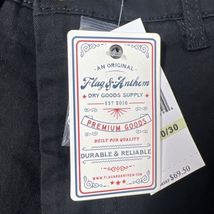 AN ORIGINAL
Flag & Anthem
DRY GOODS SUPPLY
EST 2016
PREMIUM GOODS
BUILT FOR QUALITY
DURABLE & RELIABLE
WWW.FLAGANDANTHEM.COM
0/30
$69.50